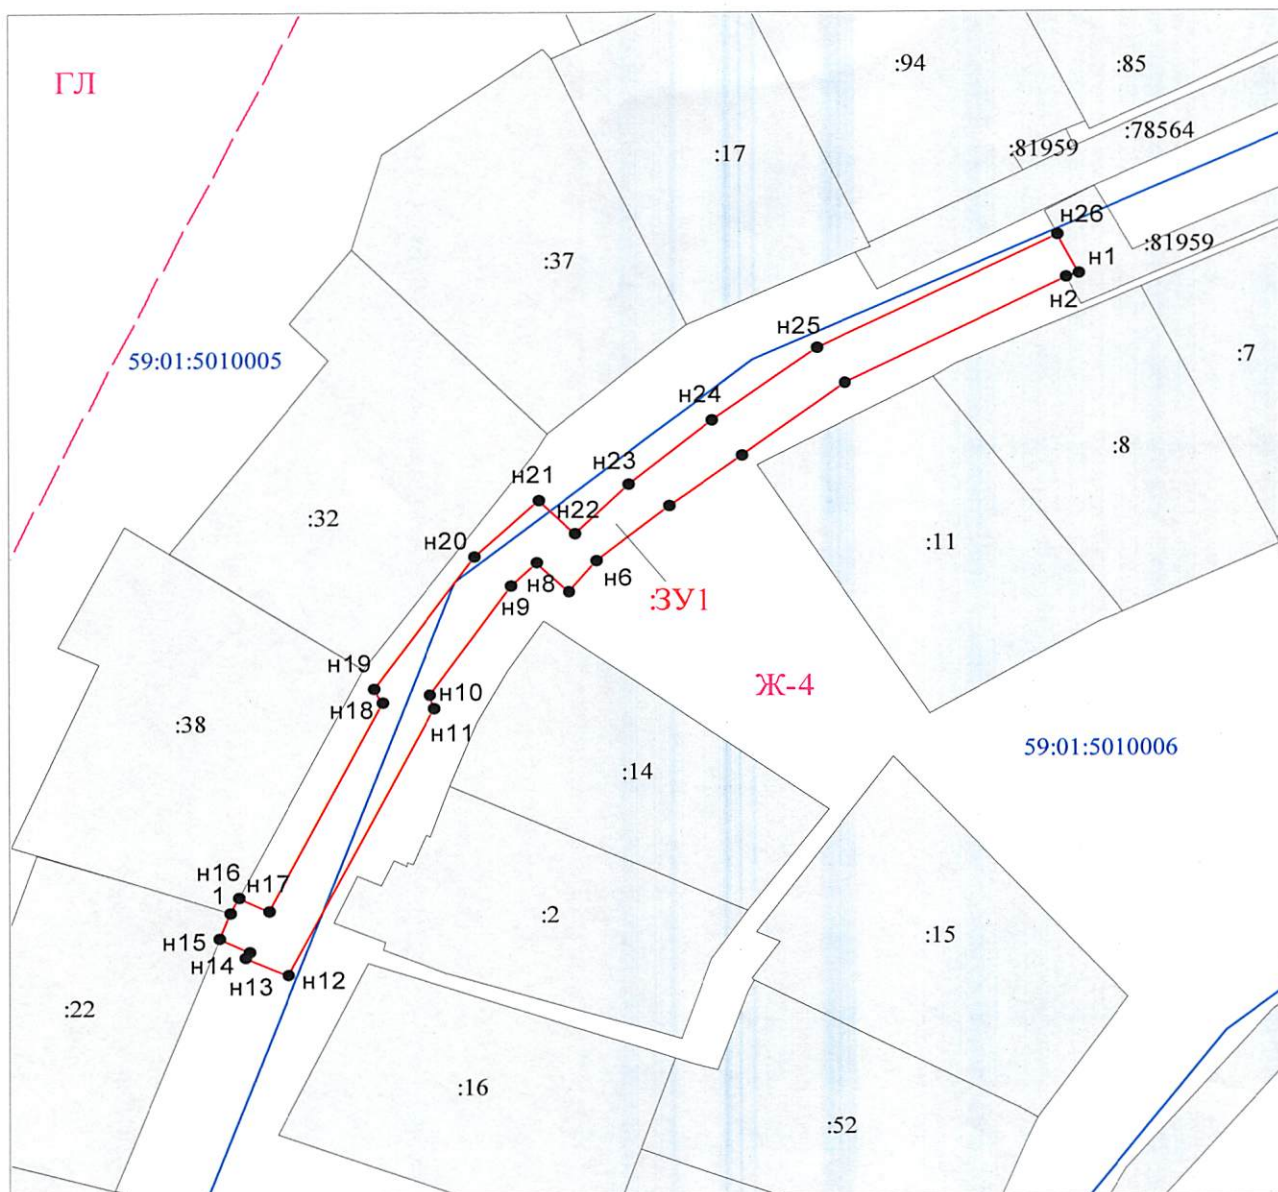 ГЛ
:94
:85
:78564
:81959
:17
н26
:81959
н1
:37
н2
н25
59:01:5010005
:7
н24
:8
н23
н21
н22
:32
:11
н20
н8
н6
н9
:ЗУ1
н19
н10
Ж-4
н18
н11
:38
59:01:5010006
:14
н16
н17
1
:2
:15
н15
н14
н13
н12
:22
:16
:52